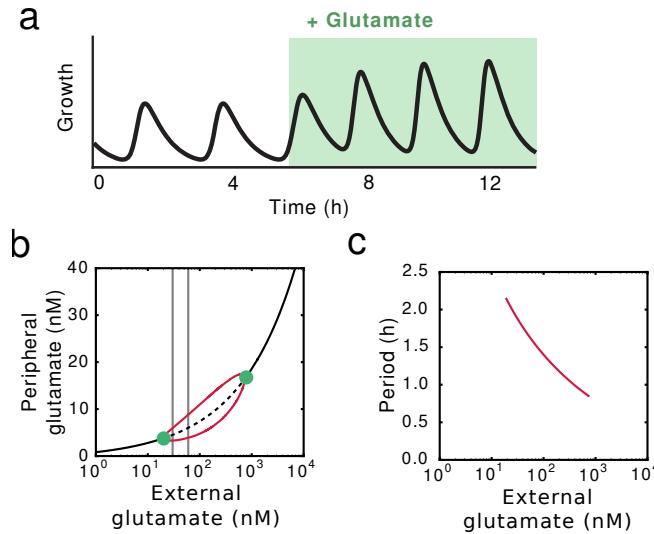 a
+ Glutamate
Growth
0 4 8 12
Time (h)
b
Peripheral
glutamate (nM)
40
30
20
10
0
10⁰ 10¹ 10² 10³ 10⁴
External
glutamate (nM)
c
Period (h)
2.5
2.0
1.5
1.0
0.5
0.0
10⁰ 10¹ 10² 10³ 10⁴
External
glutamate (nM)